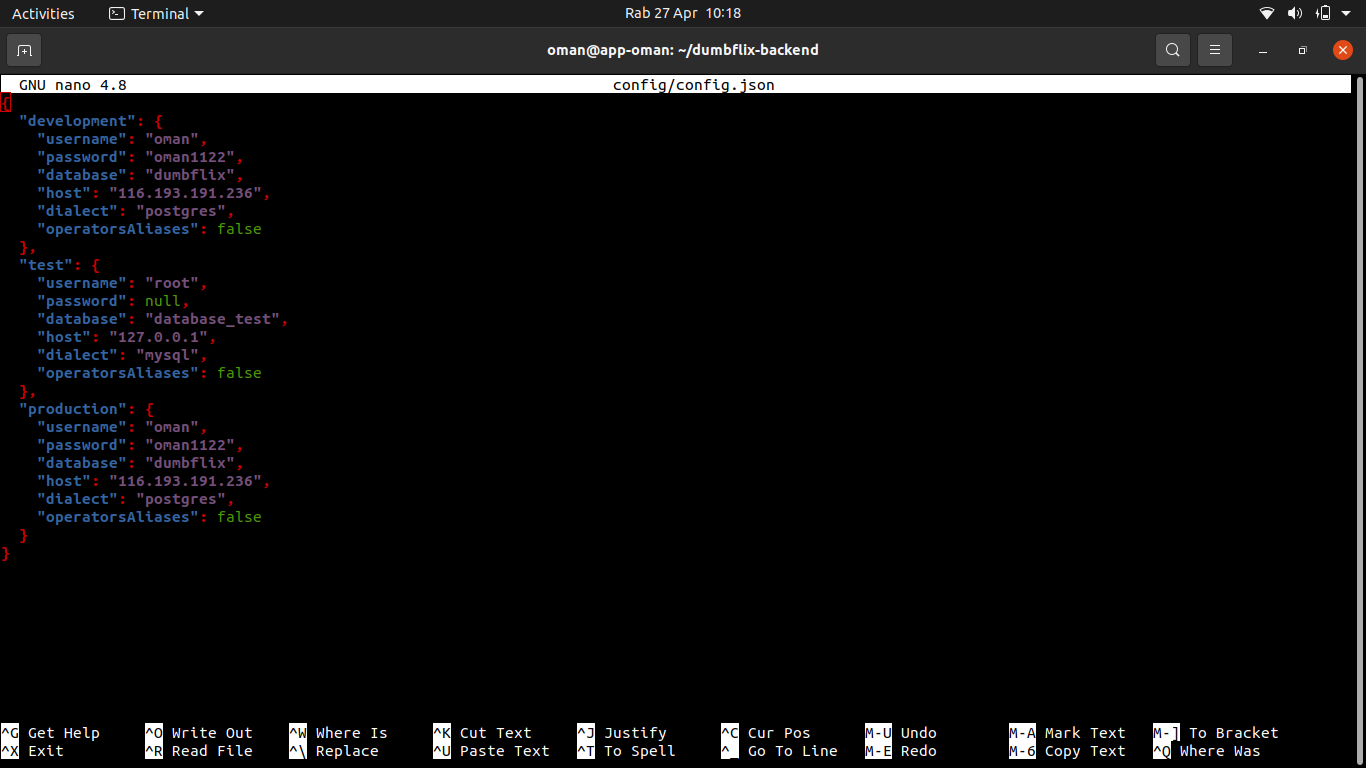 Activities Terminal Rab 27 Apr 10:18
oman@app-oman: ~/dumbflix-backend
GNU nano 4.8 config/config.json
{
  "development": {
    "username": "oman",
    "password": "oman1122",
    "database": "dumbflix",
    "host": "116.193.191.236",
    "dialect": "postgres",
    "operatorsAliases": false
  },
  "test": {
    "username": "root",
    "password": null,
    "database": "database_test",
    "host": "127.0.0.1",
    "dialect": "mysql",
    "operatorsAliases": false
  },
  "production": {
    "username": "oman",
    "password": "oman1122",
    "database": "dumbflix",
    "host": "116.193.191.236",
    "dialect": "postgres",
    "operatorsAliases": false
  }
}
^G Get Help ^O Write Out ^W Where Is ^K Cut Text ^J Justify ^C Cur Pos M-U Undo M-A Mark Text M-] To Bracket
^X Exit ^R Read File ^\ Replace ^U Paste Text ^T To Spell ^_ Go To Line M-E Redo M-6 Copy Text ^Q Where Was